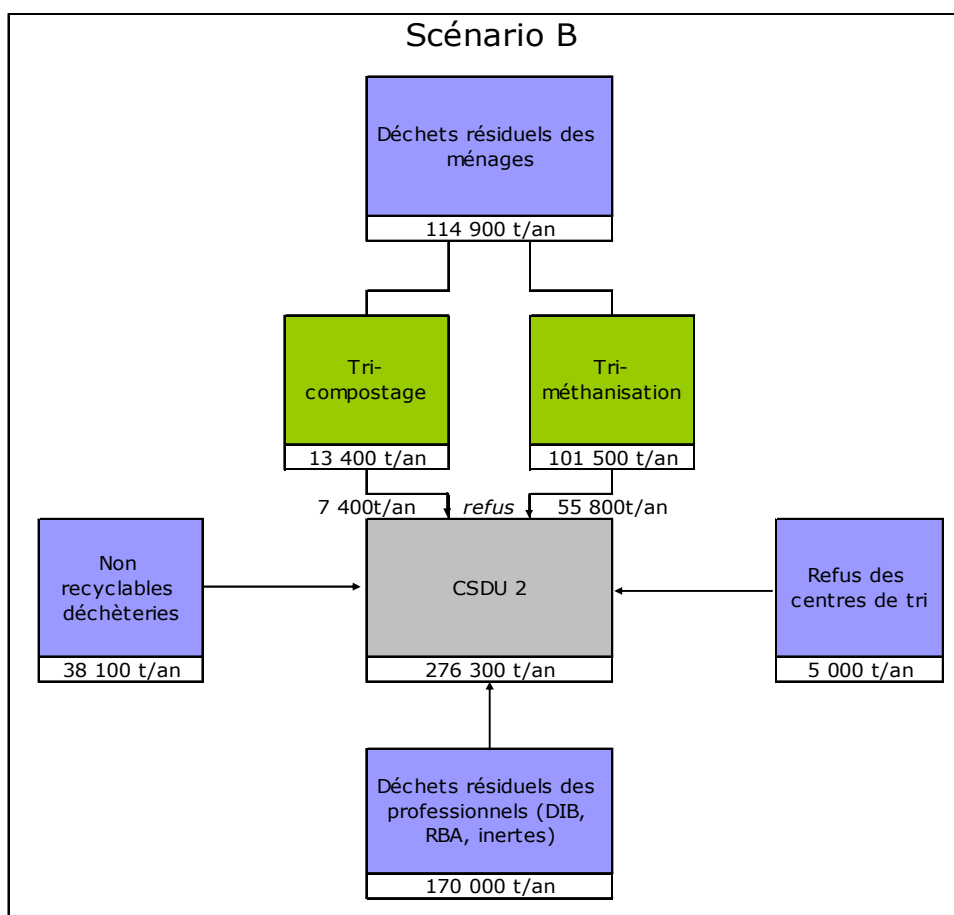 Scénario B
Déchets résiduels des
ménages
114 900 t/an
Tri-
compostage
13 400 t/an
Tri-
méthanisation
101 500 t/an
7 400t/an
refus
55 800t/an
Non
recyclables
déchèteries
38 100 t/an
CSDU 2
276 300 t/an
Refus des
centres de tri
5 000 t/an
Déchets résiduels des
professionnels (DIB,
RBA, inertes)
170 000 t/an